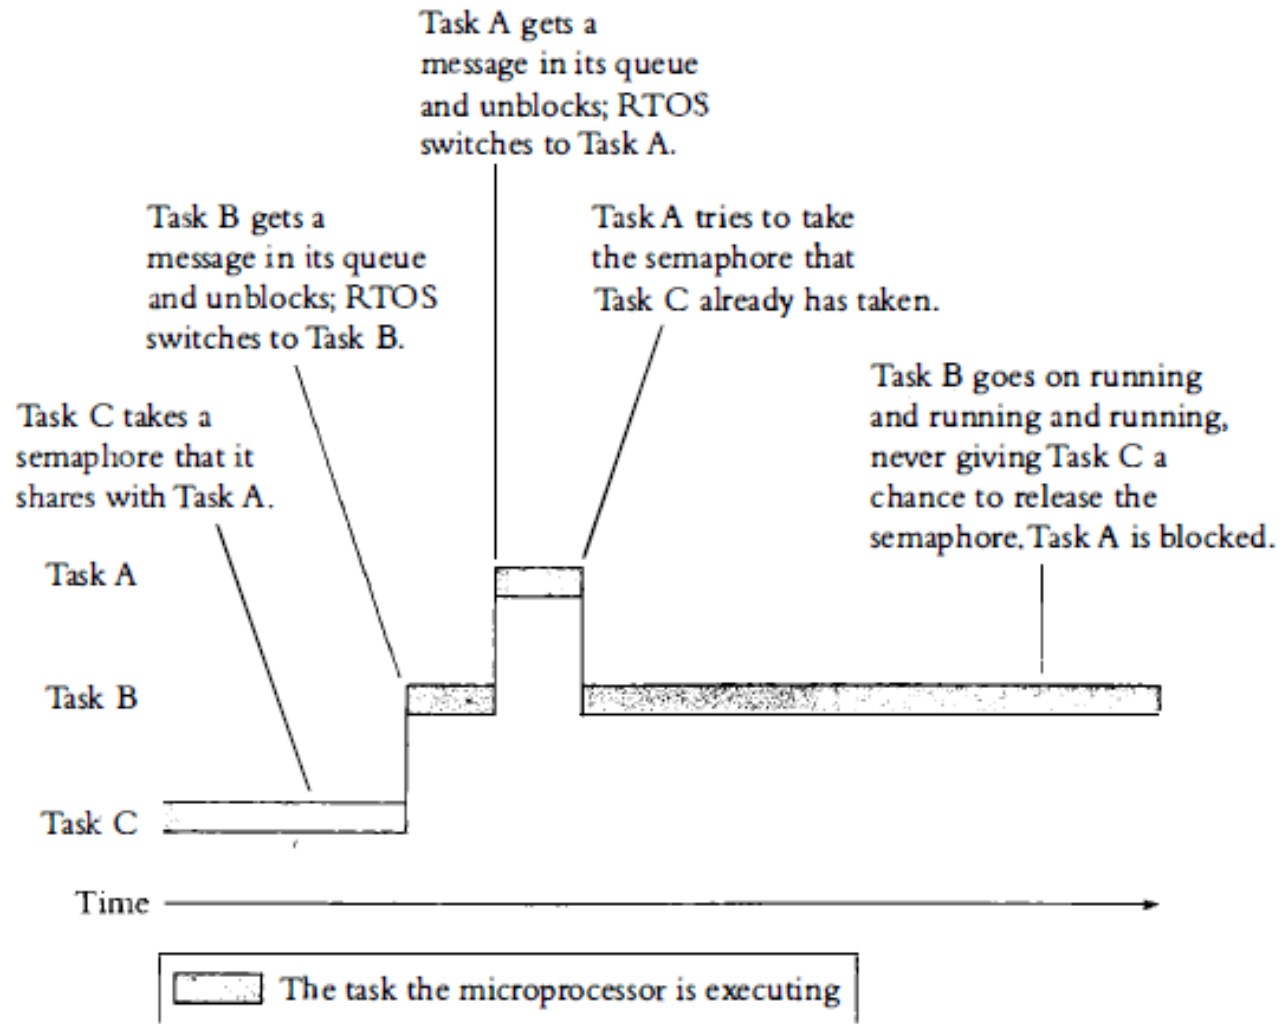 Task A gets a
message in its queue
and unblocks; RTOS
switches to Task A.
Task B gets a
message in its queue
and unblocks; RTOS
switches to Task B.
Task A tries to take
the semaphore that
Task C already has taken.
Task B goes on running
and running and running,
never giving Task C a
chance to release the
semaphore. Task A is blocked.
Task C takes a
semaphore that it
shares with Task A.
Task A
Task B
Task C
Time
The task the microprocessor is executing